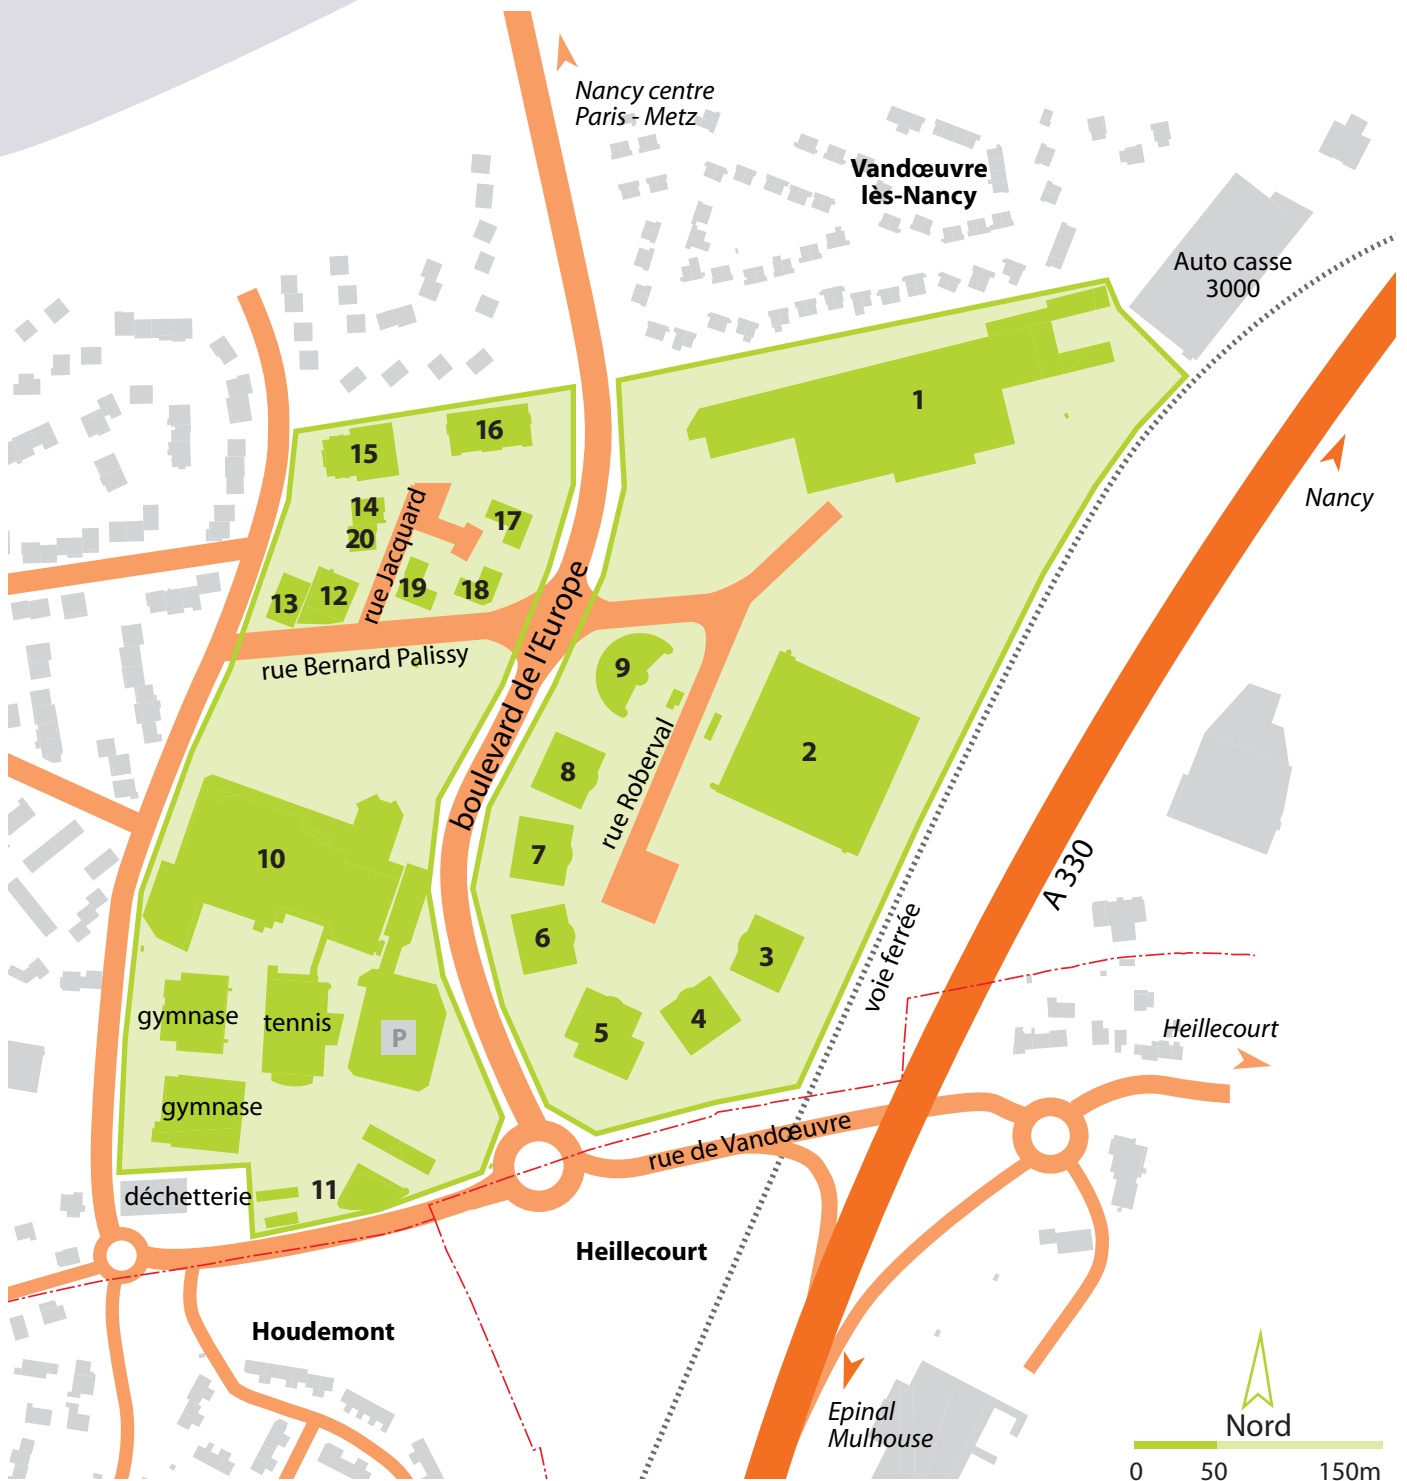 Nancy centre
Paris - Metz
Vandœuvre
lès-Nancy
Auto casse
3000
1
16
15
Nancy
14
17
20
rue Jacquard
boulevard de l'Europe
19
18
12
13
rue Bernard Palissy
9
2
8
rue Roberval
7
10
A 330
6
3
voie ferrée
gymnase
tennis
P
5
4
Heillecourt
gymnase
rue de Vandœuvre
déchetterie
11
Heillecourt
Houdemont
Epinal
Mulhouse
Nord
0 50 150m